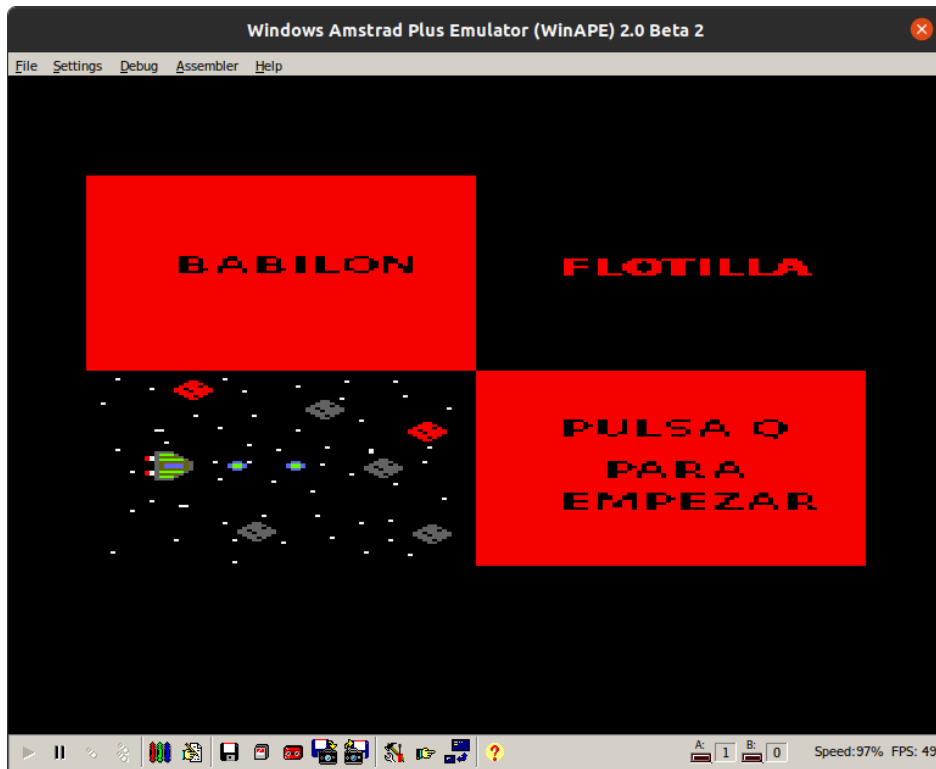 Windows Amstrad Plus Emulator (WinAPE) 2.0 Beta 2
File Settings Debug Assembler Help
BABILON
FLOTILLA
PULSA Q
PARA
EMPEZAR
A: 1 B: 0 Speed:97% FPS: 49